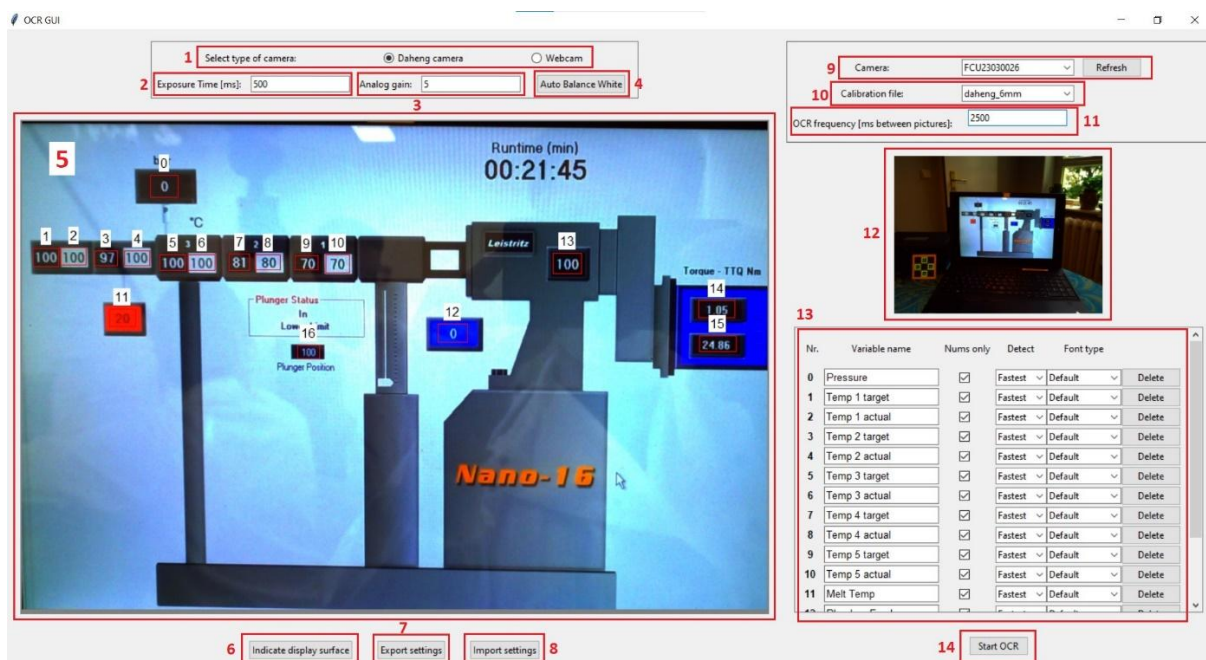 OCR GUI
1 Select type of camera: Daheng camera Webcam
2 Exposure Time [ms]: 500 Analog gain: 5 Auto Balance White 4
3
9 Camera: FCU23030026 Refresh
10 Calibration file: daheng_6mm
OCR frequency [ms between pictures]: 2500 11
5
0
0
Runtime (min)
00:21:45
°C
1 2 3 4 5 3 6 7 2 8 9 1 10
100 100 97 100 100 100 81 80 70 70
Leistritz
13
100
Torque - TTQ Nm
14
1.05
15
24.86
11
20
Plunger Status
In
Lower Limit
16
100
Plunger Position
12
0
Nano-16
12
13
Nr. Variable name Nums only Detect Font type
0 Pressure Fastest Default Delete
1 Temp 1 target Fastest Default Delete
2 Temp 1 actual Fastest Default Delete
3 Temp 2 target Fastest Default Delete
4 Temp 2 actual Fastest Default Delete
5 Temp 3 target Fastest Default Delete
6 Temp 3 actual Fastest Default Delete
7 Temp 4 target Fastest Default Delete
8 Temp 4 actual Fastest Default Delete
9 Temp 5 target Fastest Default Delete
10 Temp 5 actual Fastest Default Delete
11 Melt Temp Fastest Default Delete
7
6 Indicate display surface Export settings Import settings 8
14 Start OCR